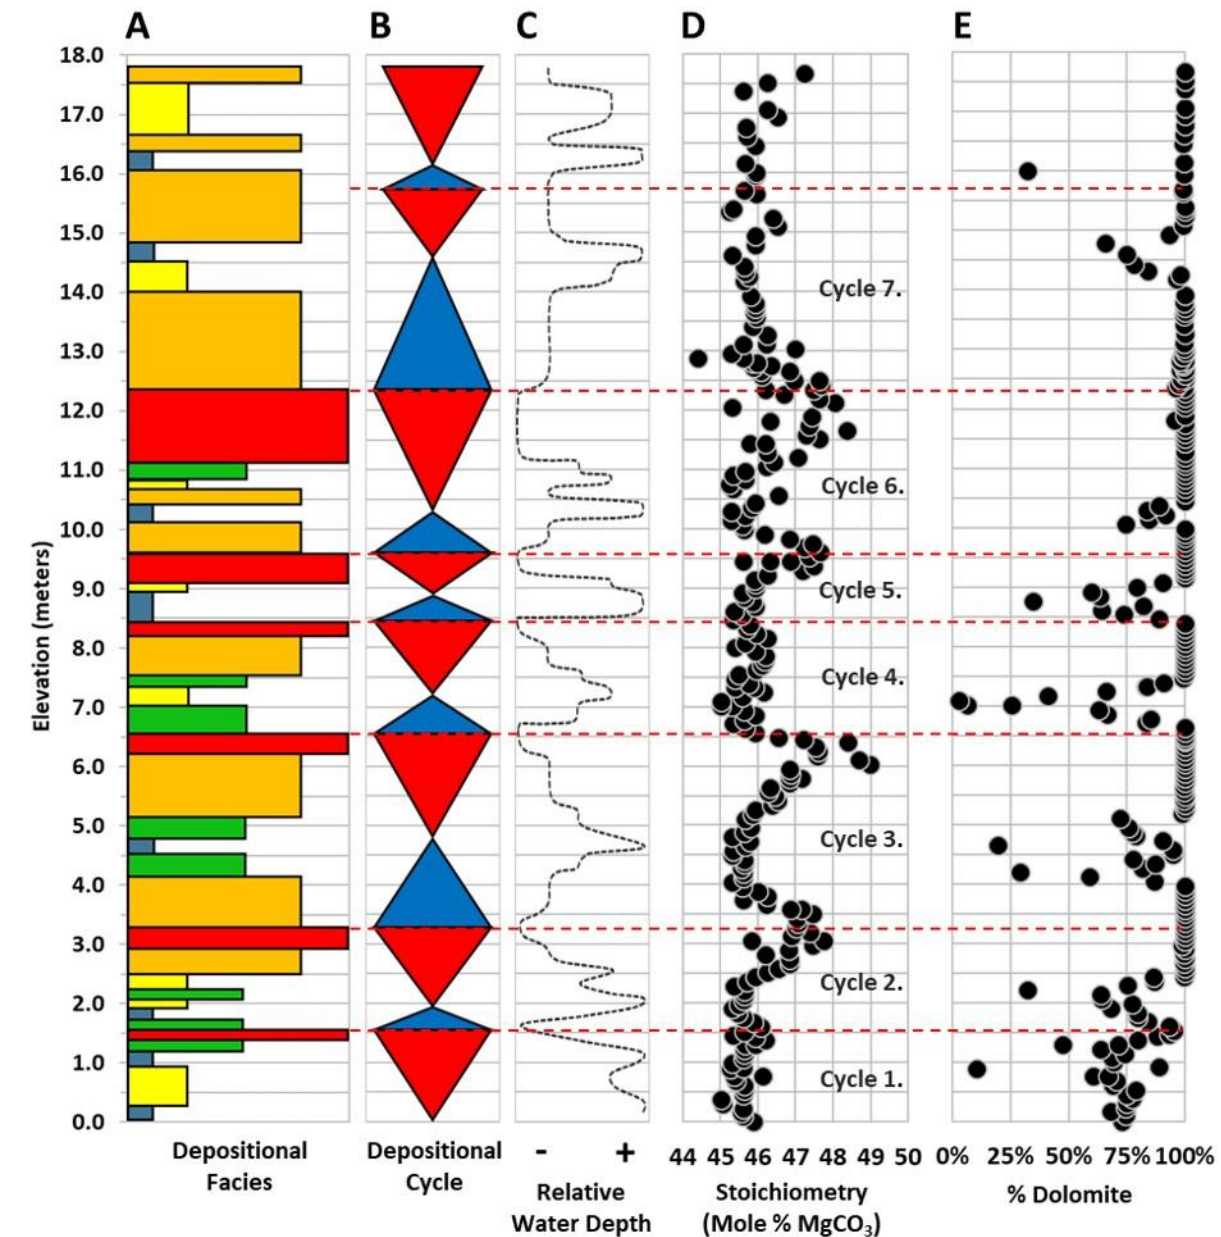 A B C D E
18.0
17.0
16.0
15.0
14.0
13.0
12.0
11.0
10.0
9.0
8.0
7.0
6.0
5.0
4.0
3.0
2.0
1.0
0.0
Elevation (meters)
Cycle 7.
Cycle 6.
Cycle 5.
Cycle 4.
Cycle 3.
Cycle 2.
Cycle 1.
Depositional
Facies
Depositional
Cycle
- +
Relative
Water Depth
44 45 46 47 48 49 50
Stoichiometry
(Mole % MgCO₃)
0% 25% 50% 75% 100%
% Dolomite